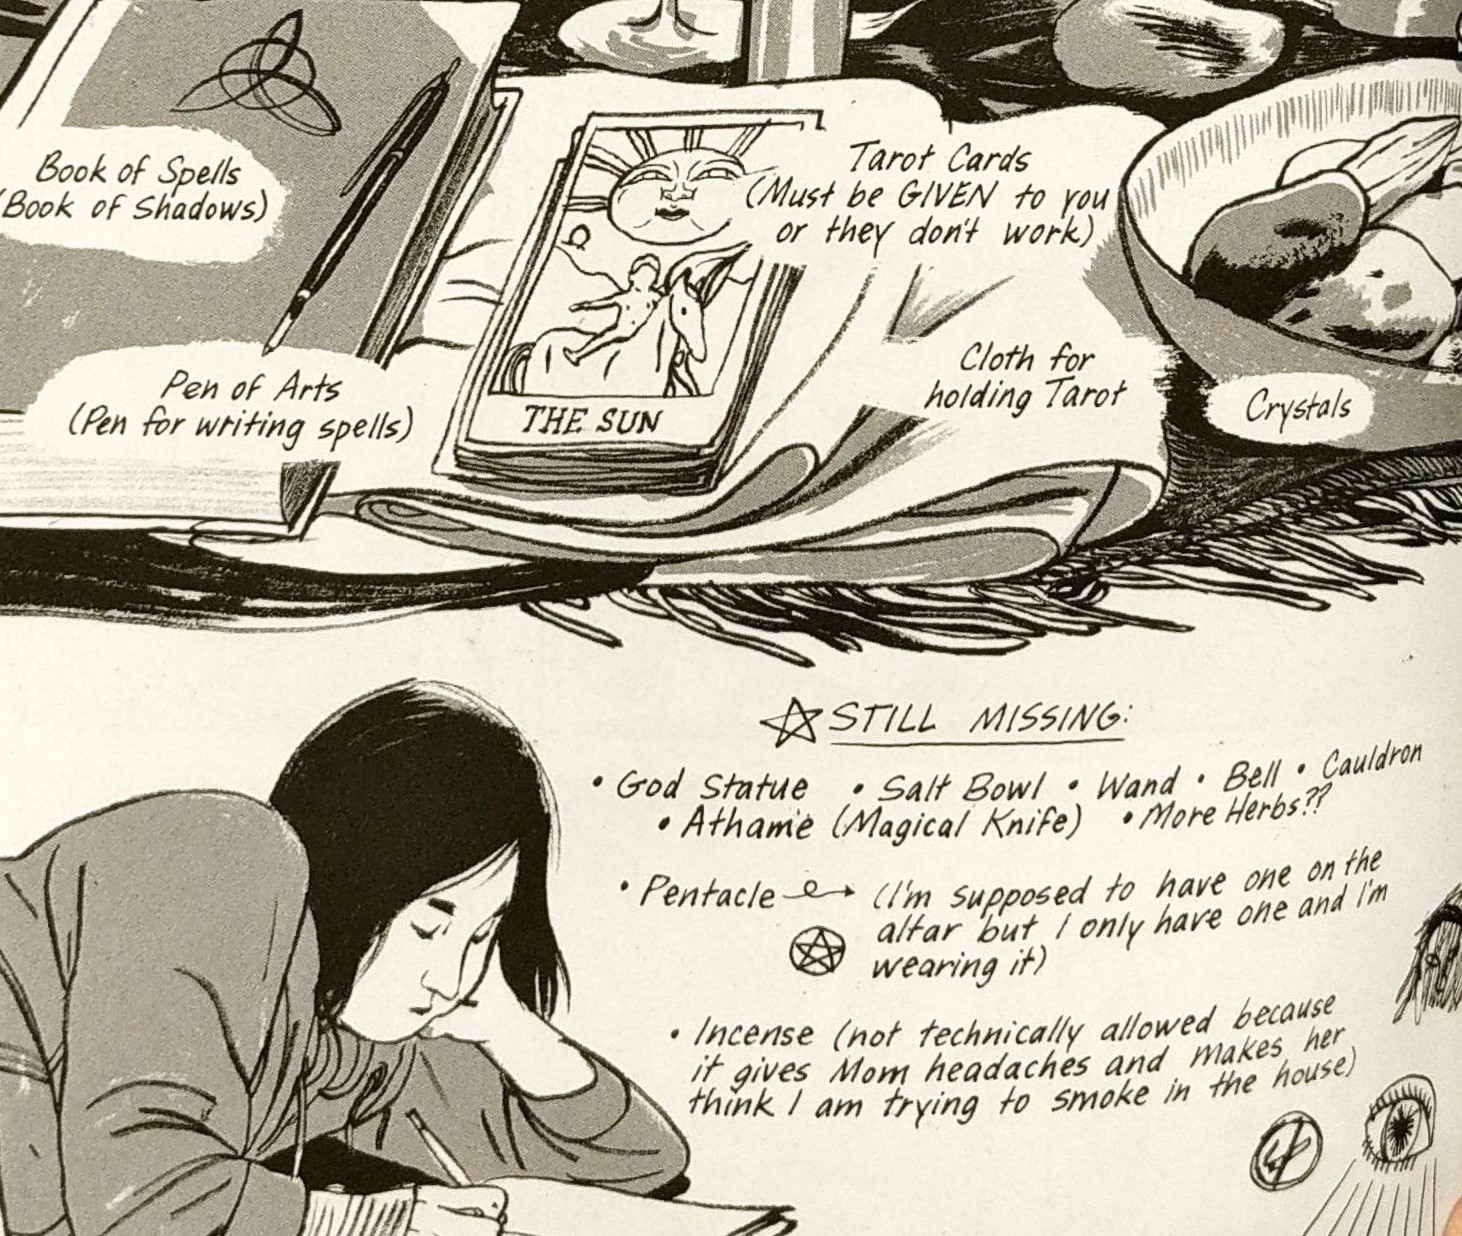 Book of Spells
(Book of Shadows)
Tarot Cards
(Must be GIVEN to you
or they don't work)
Pen of Arts
(Pen for writing spells)
THE SUN
Cloth for
holding Tarot
Crystals
STILL MISSING:
• God Statue • Salt Bowl • Wand • Bell • Cauldron
• Athame (Magical Knife) • More Herbs??
• Pentacle → (I'm supposed to have one on the
altar but I only have one and I'm
wearing it)
• Incense (not technically allowed because
it gives Mom headaches and makes her
think I am trying to smoke in the house)